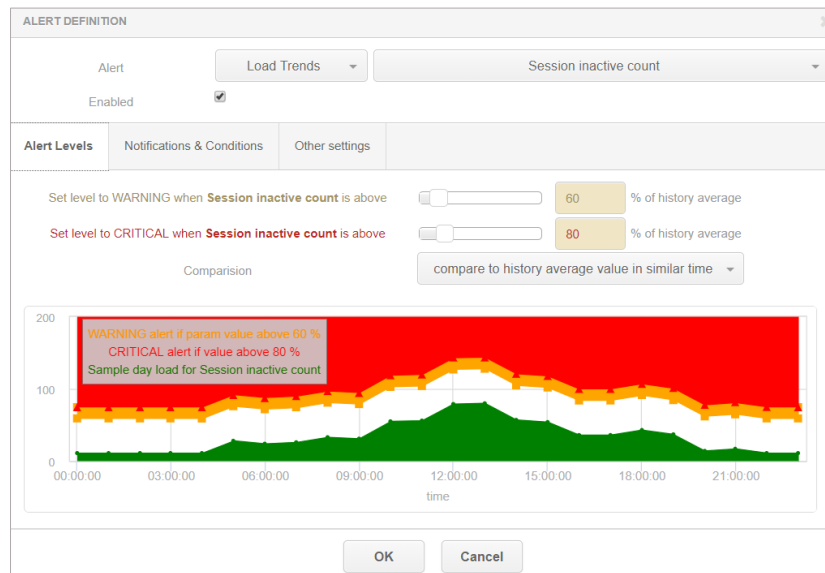 ALERT DEFINITION
Alert Load Trends Session inactive count
Enabled
Alert Levels Notifications & Conditions Other settings
Set level to WARNING when Session inactive count is above 60 % of history average
Set level to CRITICAL when Session inactive count is above 80 % of history average
Comparision compare to history average value in similar time
200
WARNING alert if param value above 60 %
CRITICAL alert if value above 80 %
Sample day load for Session inactive count
100
0
00:00:00 03:00:00 06:00:00 09:00:00 12:00:00 15:00:00 18:00:00 21:00:00
time
OK Cancel